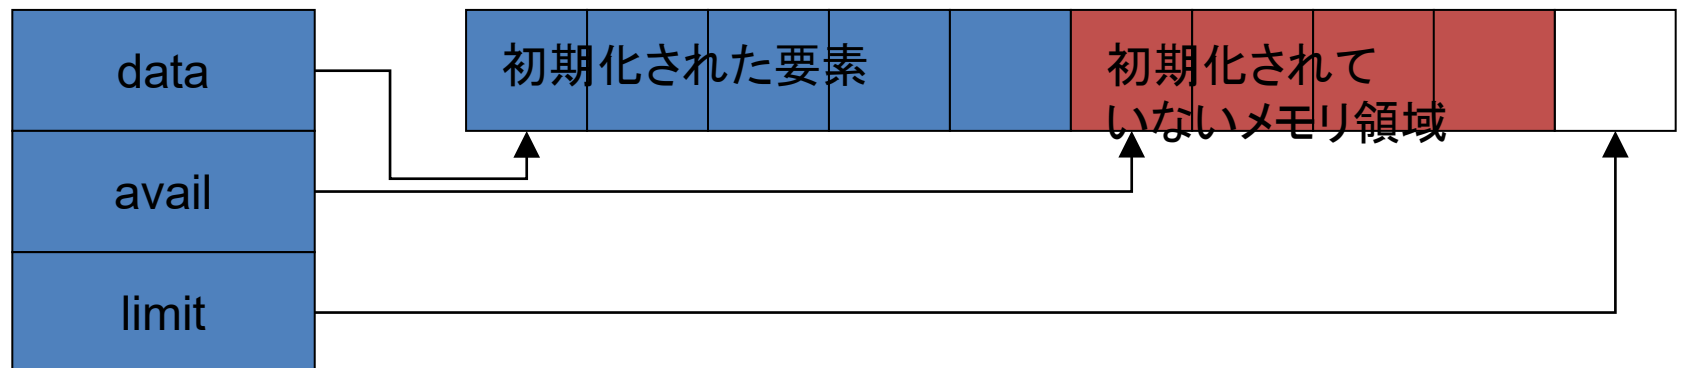 data
avail
limit
初期化された要素
初期化されて
いないメモリ領域